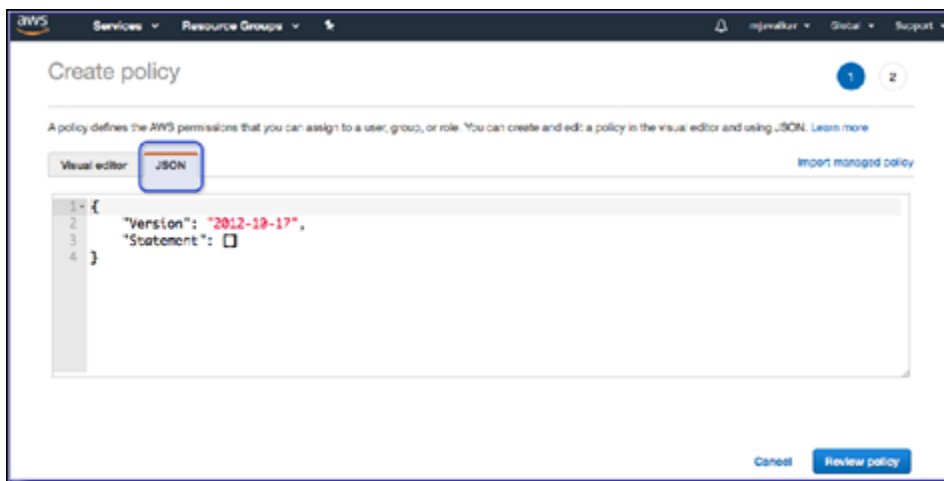 aws Services Resource Groups mjavalkar Global Support
Create policy 1 2
A policy defines the AWS permissions that you can assign to a user, group, or role. You can create and edit a policy in the visual editor and using JSON. Learn more
Visual editor JSON Import managed policy
1 {
2 "Version": "2012-10-17",
3 "Statement": []
4 }
Cancel Review policy